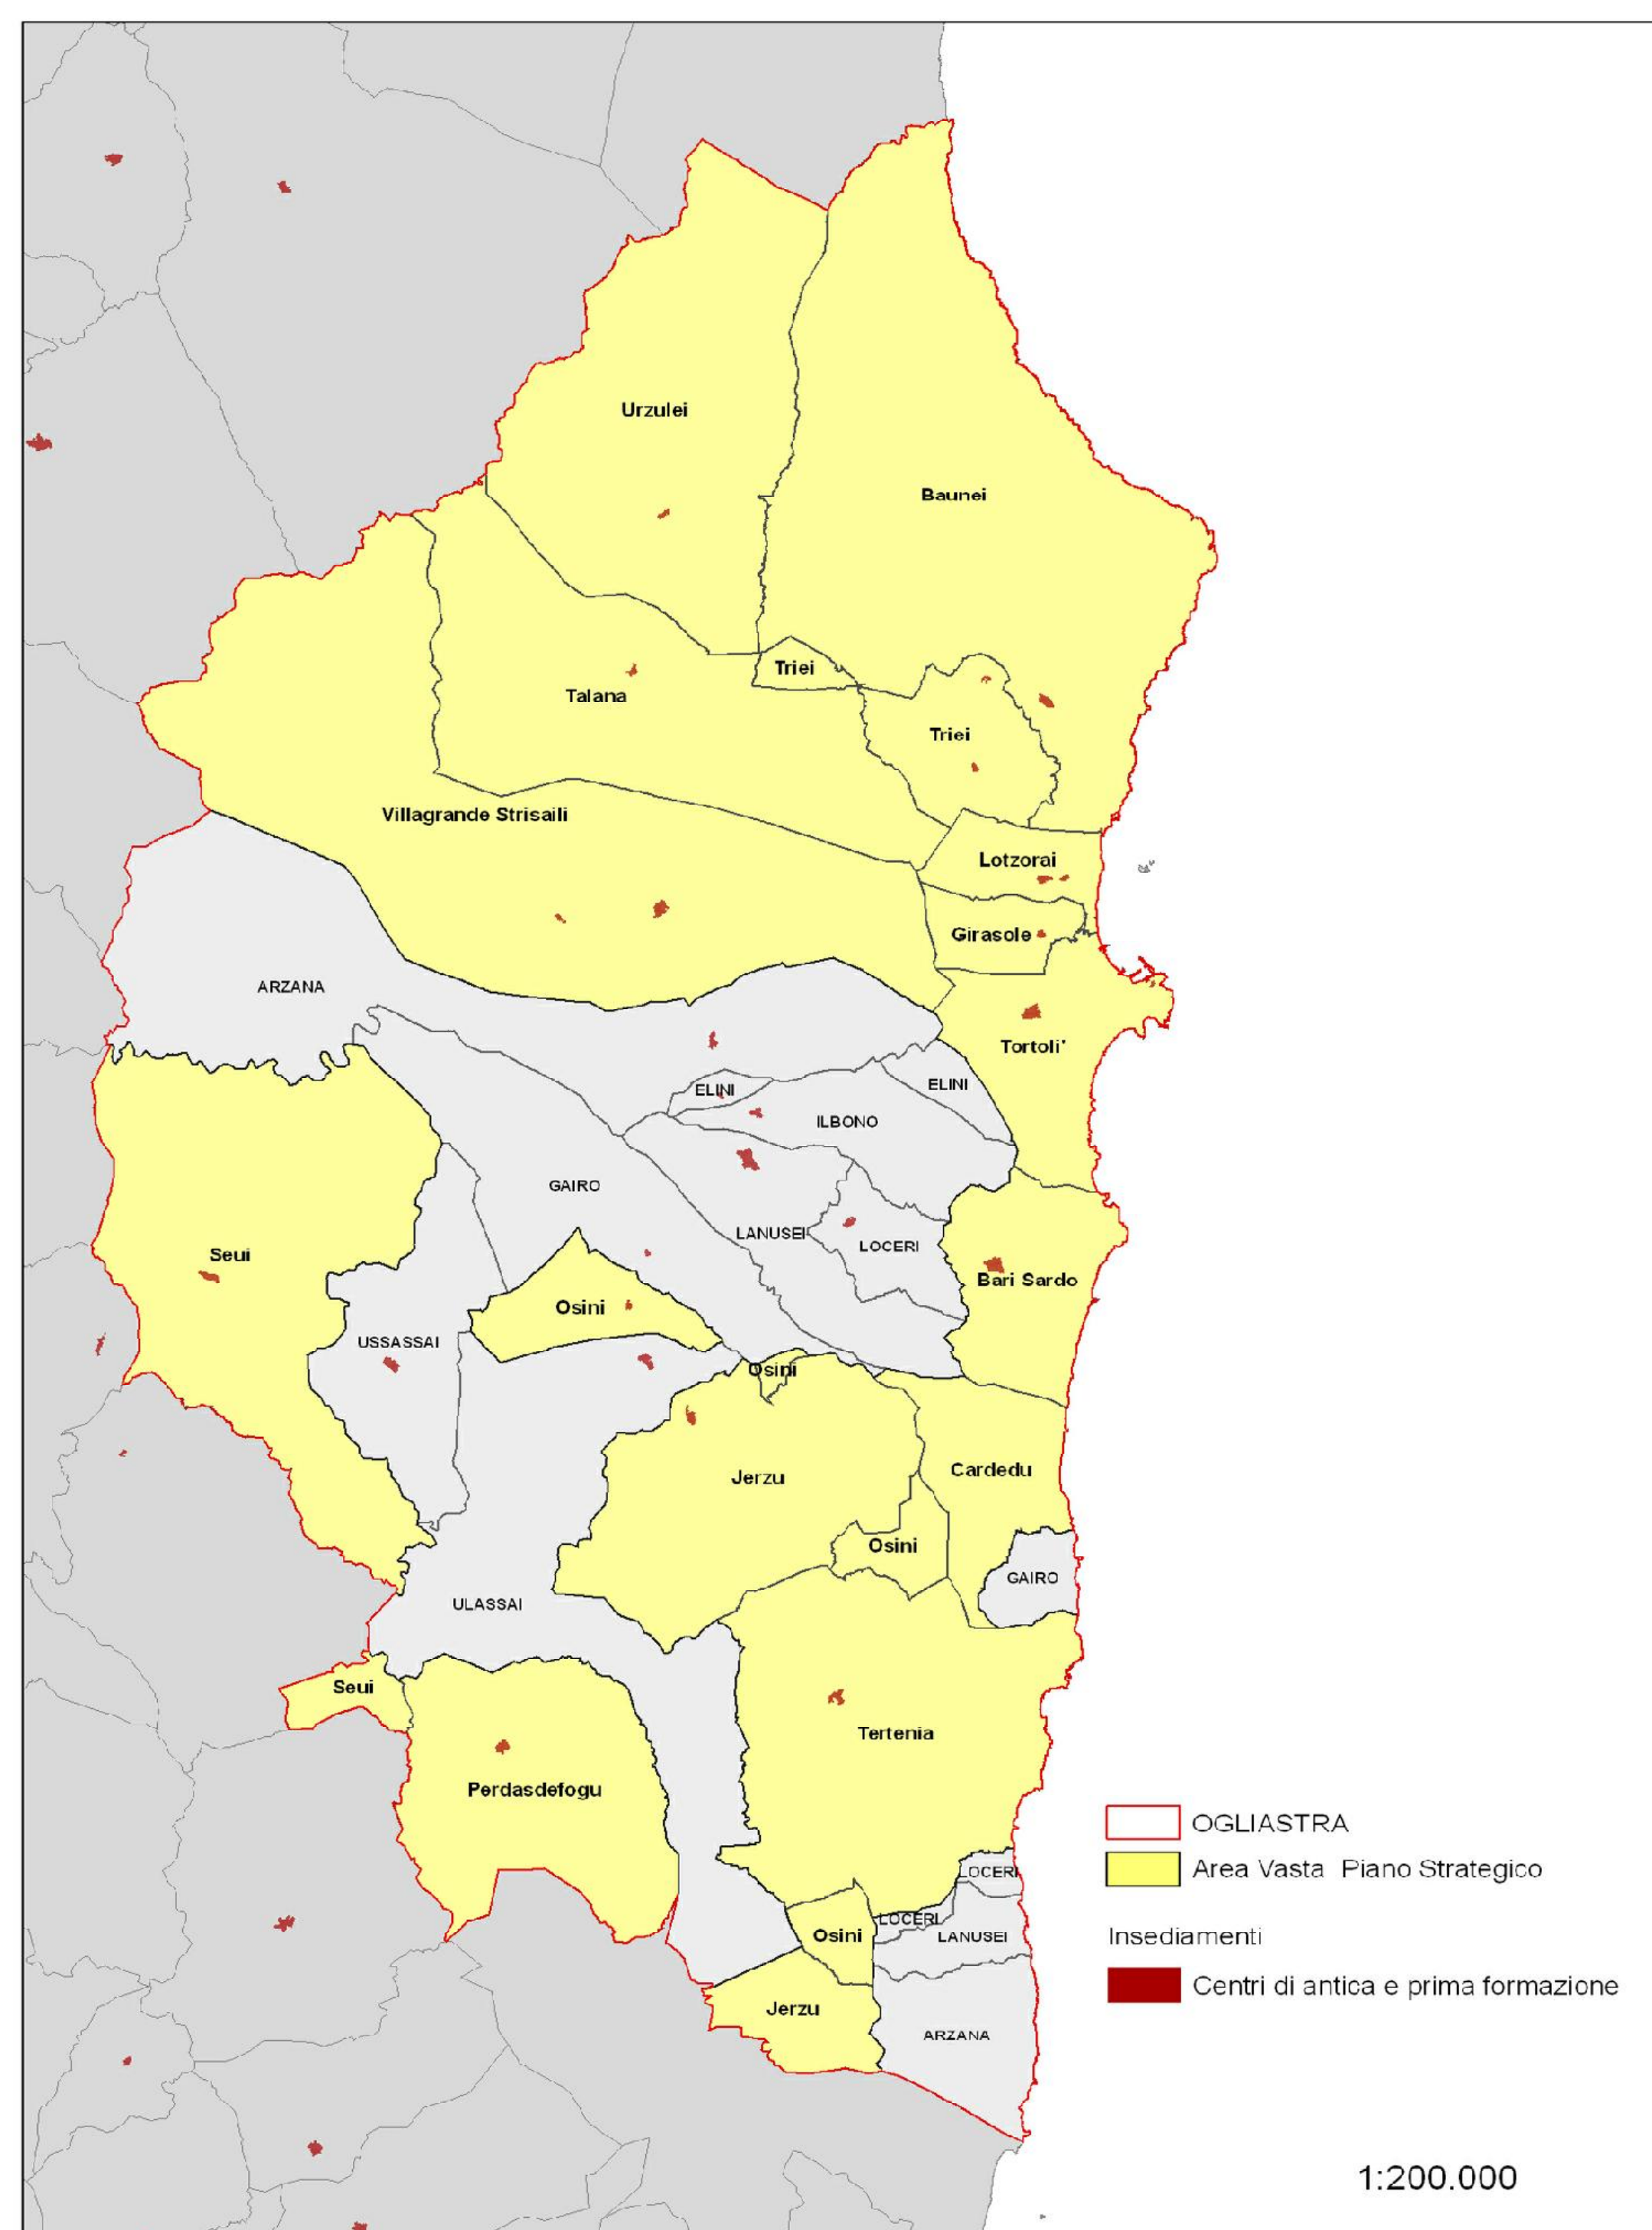 Urzulei
Baunei
Triei
Talana
Triei
Villagrande Strisaili
Lotzorai
Girasole
ARZANA
Tortoli'
ELINI
ELINI
ILBONO
GAIRO
LANUSEI
LOCERI
Seui
Bari Sardo
Osini
USSASSAI
Osini
Cardedu
Jerzu
Osini
GAIRO
ULASSAI
Seui
Tertenia
Perdasdefogu
LOCERI
LOCERI
Osini
LANUSEI
Jerzu
ARZANA
OGLIASTRA
Area Vasta Piano Strategico
Insediamenti
Centri di antica e prima formazione
1:200.000